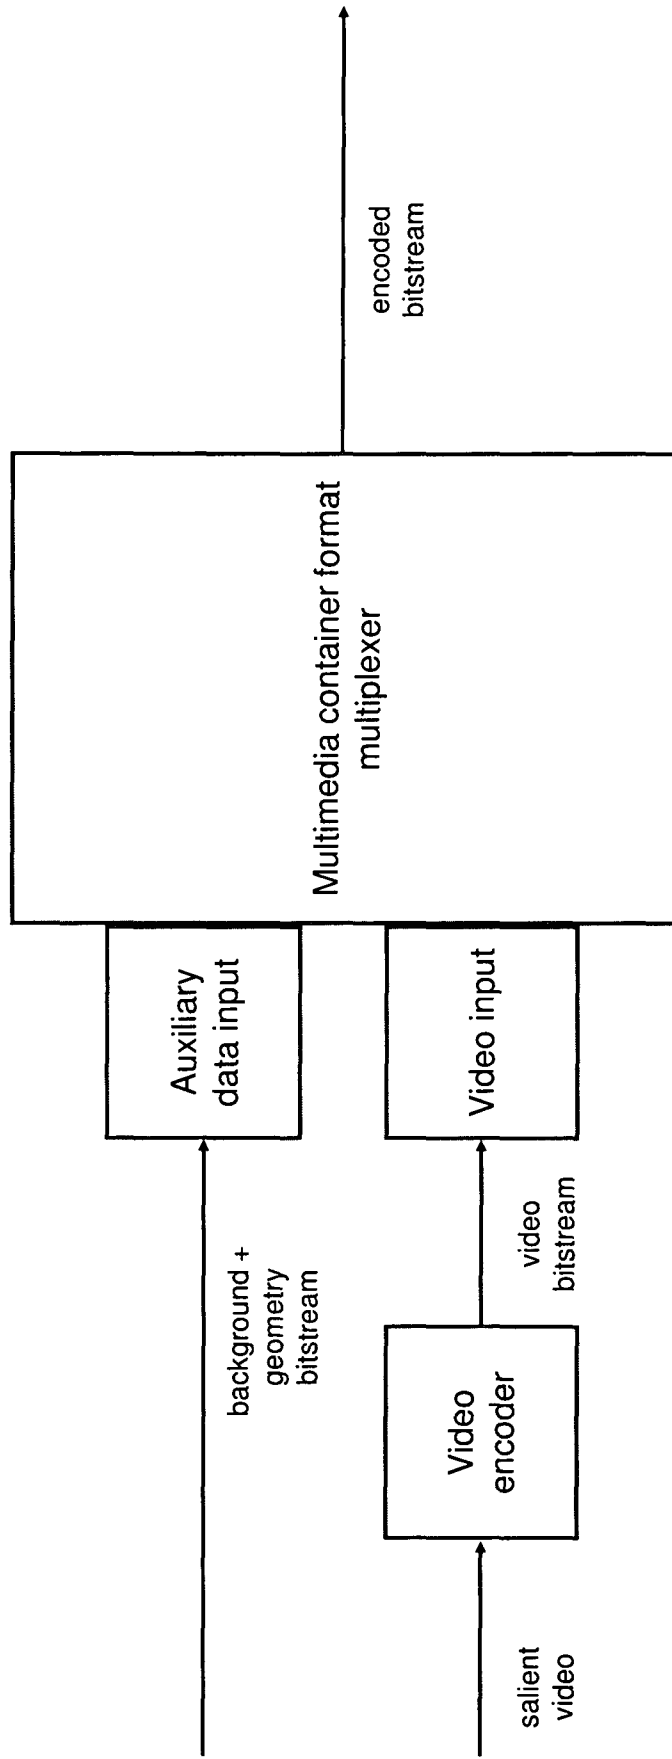 background +
geometry
bitstream
Auxiliary
data input
salient
video
Video
encoder
video
bitstream
Video input
Multimedia container format
multiplexer
encoded
bitstream